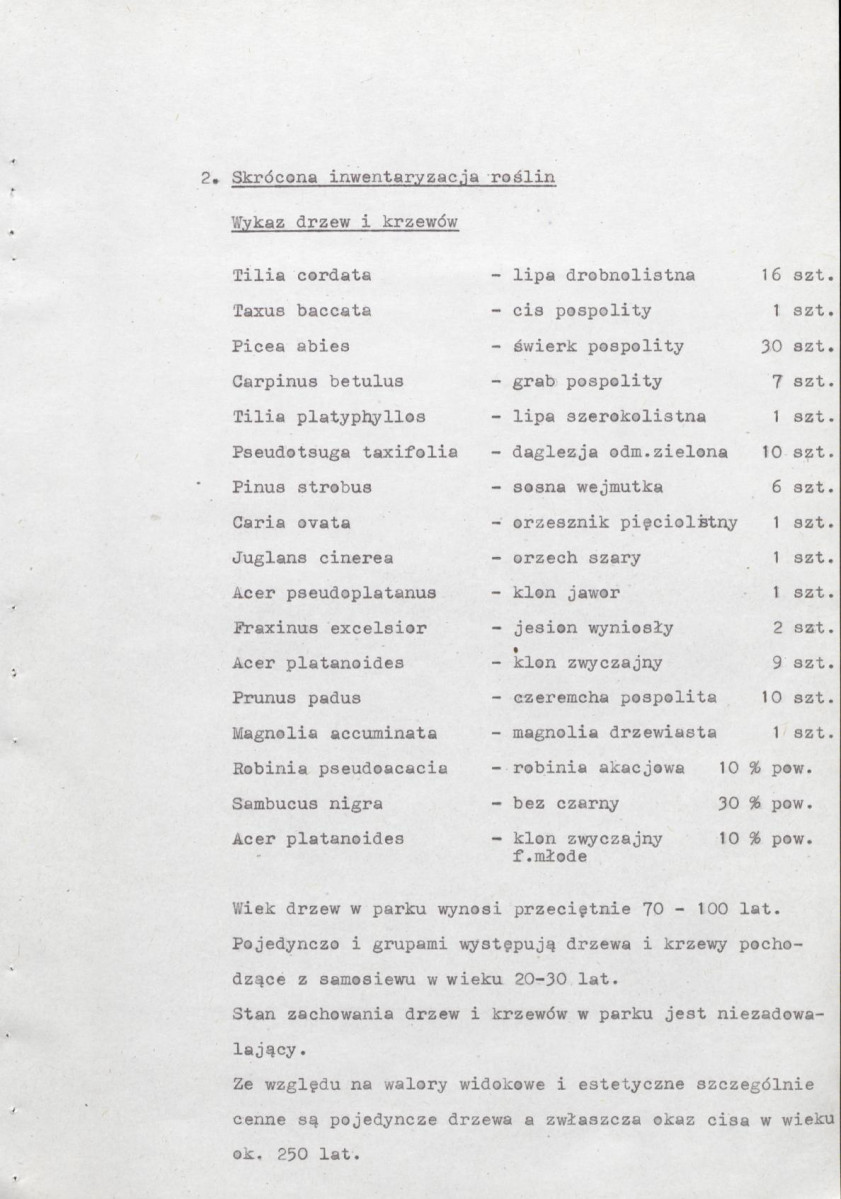 2. Skrócona inwentaryzacja roślin
Wykaz drzew i krzewów
Tilia cordata - lipa drobnolistna 16 szt.
Taxus baccata - cis pospolity 1 szt.
Picea abies - świerk pospolity 30 szt.
Carpinus betulus - grab pospolity 7 szt.
Tilia platyphyllos - lipa szerokolistna 1 szt.
Pseudotsuga taxifolia - daglezja odm.zielona 10 szt.
Pinus strobus - sosna wejmutka 6 szt.
Caria ovata - orzesznik pięciolistny 1 szt.
Juglans cinerea - orzech szary 1 szt.
Acer pseudoplatanus - klon jawor 1 szt.
Fraxinus excelsior - jesion wyniosły 2 szt.
Acer platanoides - klon zwyczajny 9 szt.
Prunus padus - czeremcha pospolita 10 szt.
Magnolia accuminata - magnolia drzewiasta 1 szt.
Robinia pseudoacacia - robinia akacjowa 10 % pow.
Sambucus nigra - bez czarny 30 % pow.
Acer platanoides - klon zwyczajny 10 % pow.
f.młode
Wiek drzew w parku wynosi przeciętnie 70 - 100 lat.
Pojedynczo i grupami występują drzewa i krzewy pocho-
dzące z samosiewu w wieku 20-30 lat.
Stan zachowania drzew i krzewów w parku jest niezadowa-
lający.
Ze względu na walory widokowe i estetyczne szczególnie
cenne są pojedyncze drzewa a zwłaszcza okaz cisa w wieku
ok. 250 lat.